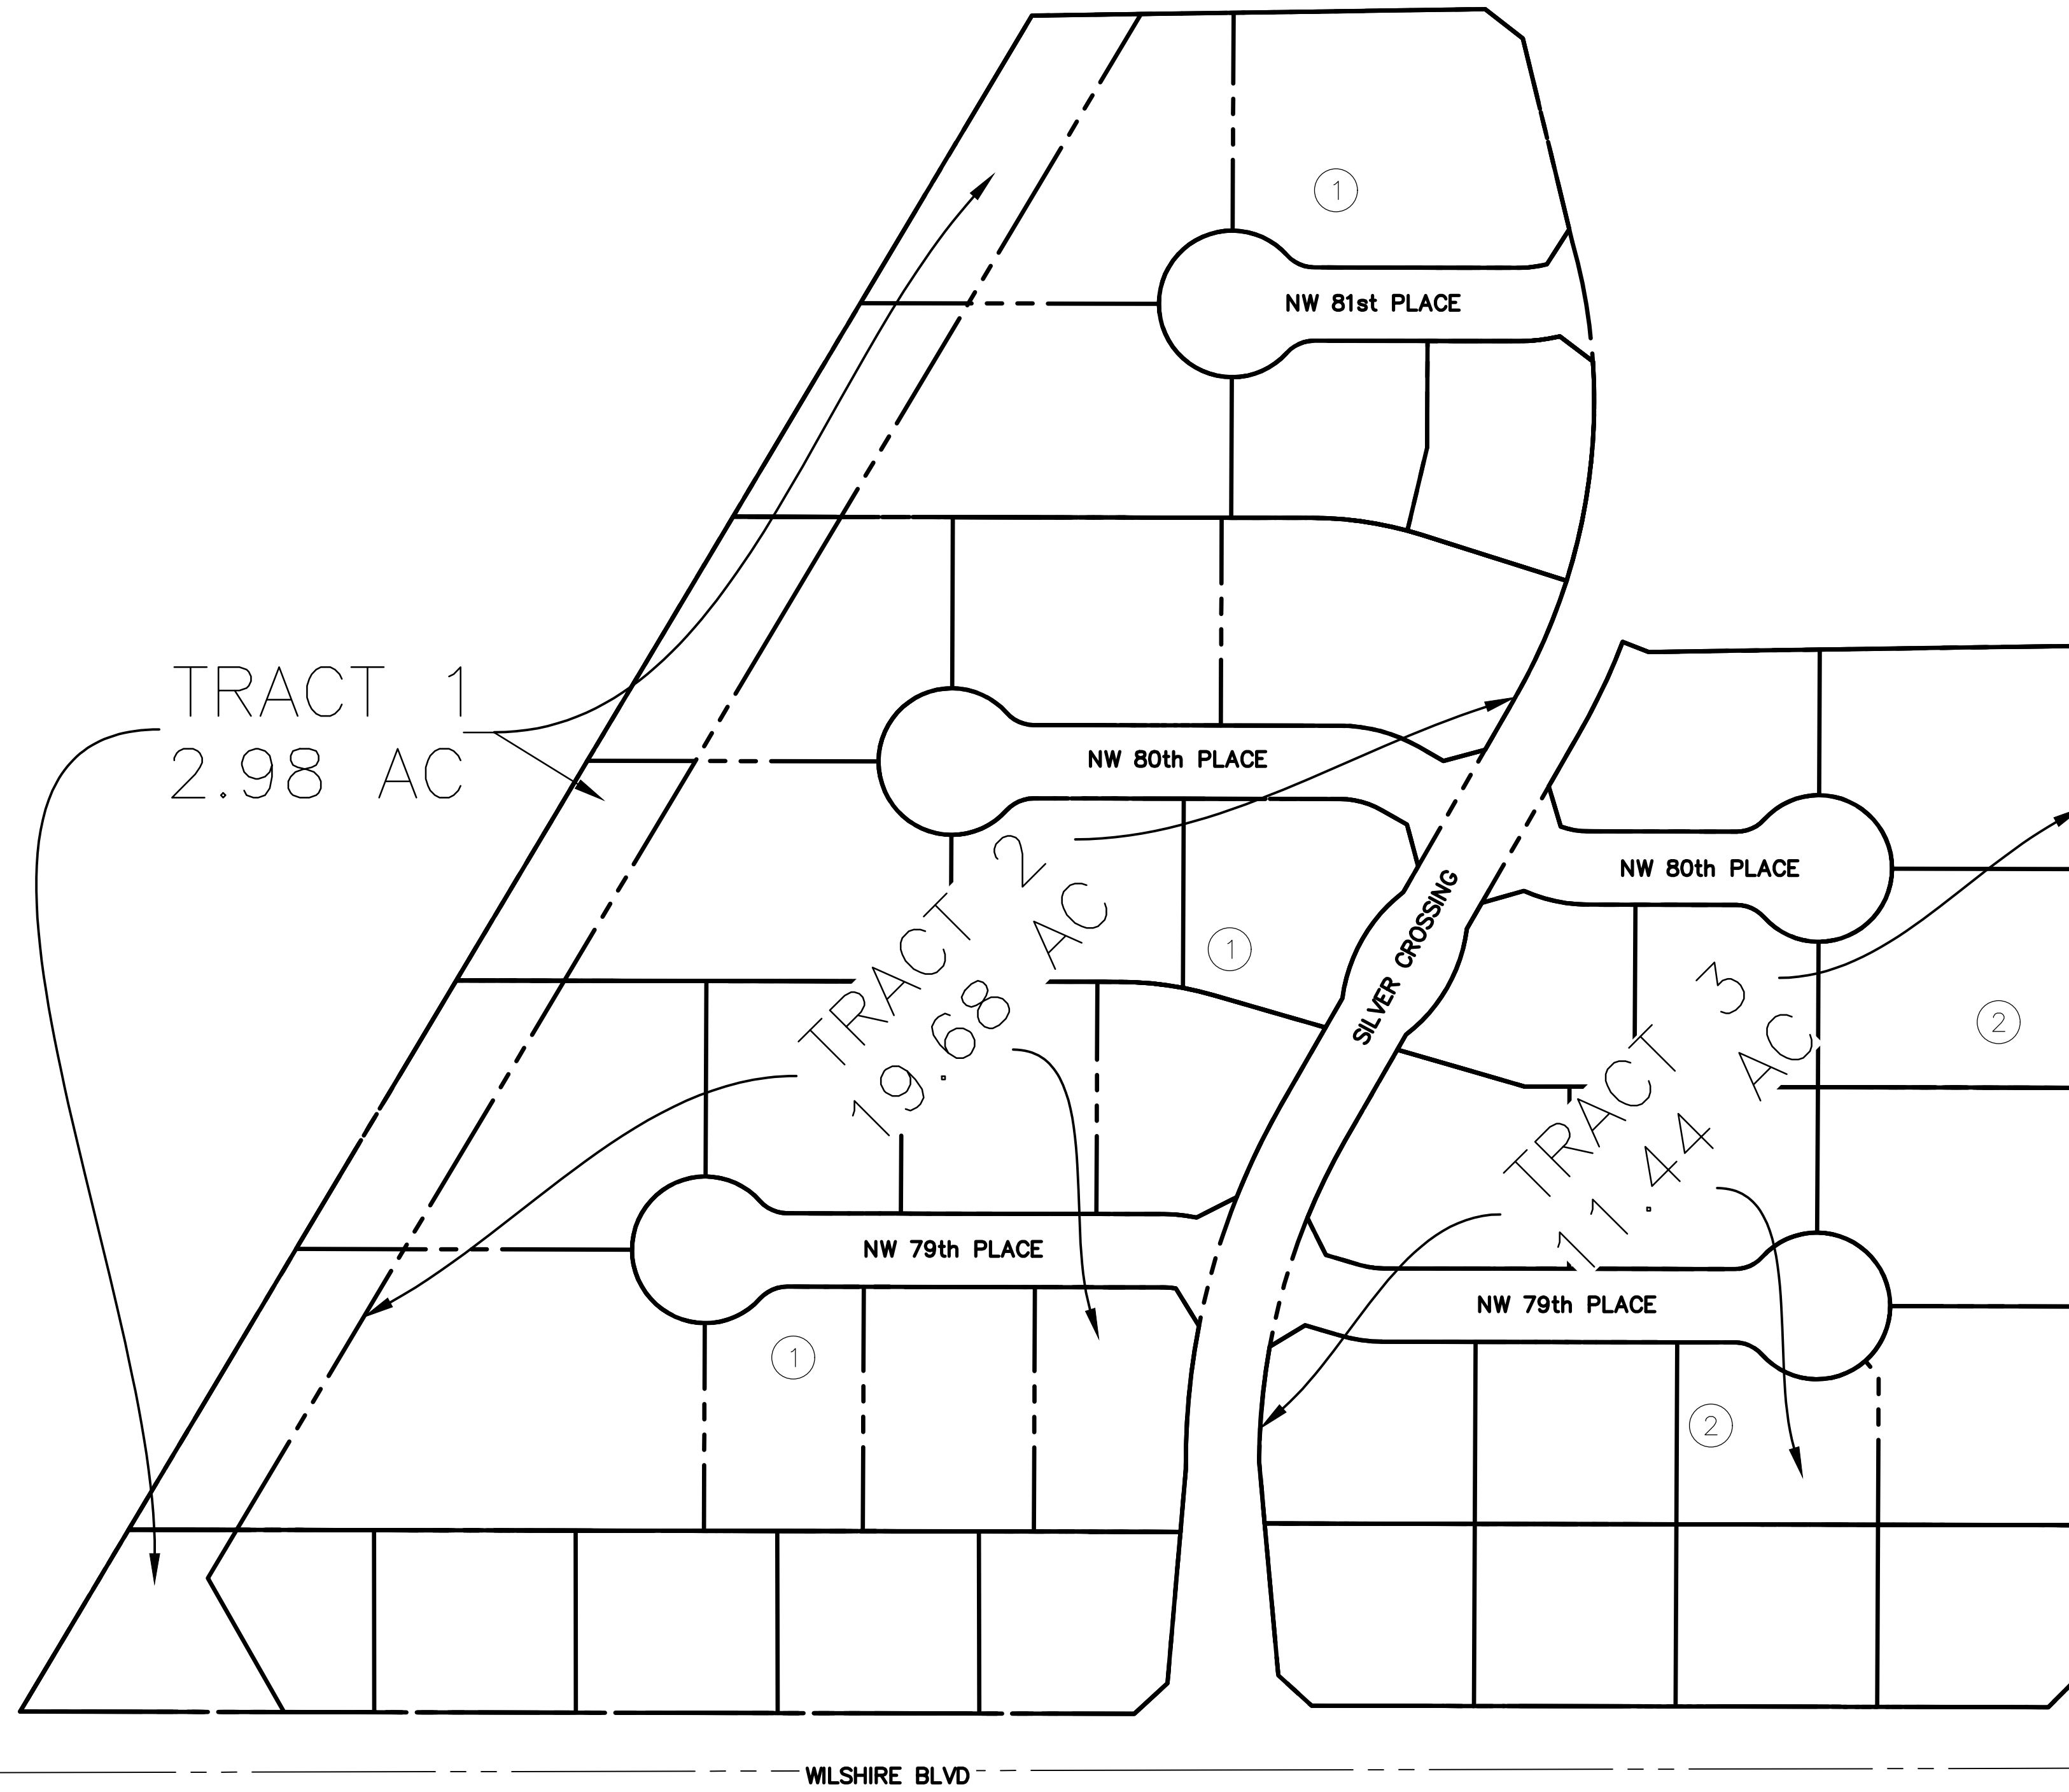 1
NW 81st PLACE
TRACT 1
2.98 AC
NW 80th PLACE
NW 80th PLACE
TRACT 2
19.68 AC
1
SILVER CROSSING
TRACT 3
11.44 AC
2
NW 79th PLACE
NW 79th PLACE
1
2
WILSHIRE BLVD